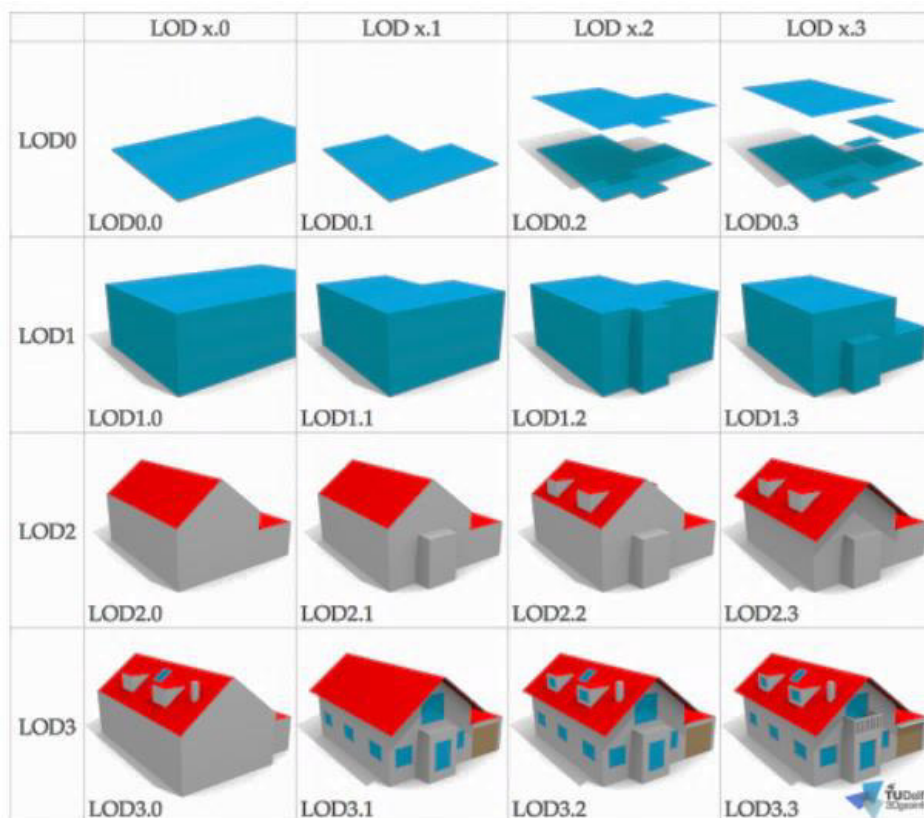 LOD x.0 LOD x.1 LOD x.2 LOD x.3
LOD0
LOD0.0 LOD0.1 LOD0.2 LOD0.3
LOD1
LOD1.0 LOD1.1 LOD1.2 LOD1.3
LOD2
LOD2.0 LOD2.1 LOD2.2 LOD2.3
LOD3
LOD3.0 LOD3.1 LOD3.2 LOD3.3
TUDelf
3Dgeoinf